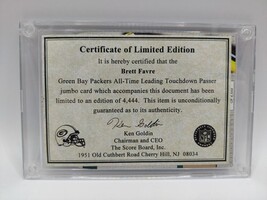 Certificate of Limited Edition
It is hereby certified that the
Brett Favre
Green Bay Packers All-Time Leading Touchdown Passer
jumbo card which accompanies this document has
been limited to an edition of 4,444. This item is unconditionally
guaranteed as to its authenticity.
Ken Goldin
Ken Goldin
Chairman and CEO
The Score Board, Inc.
1951 Old Cuthbert Road Cherry Hill, NJ 08034
G
NFL